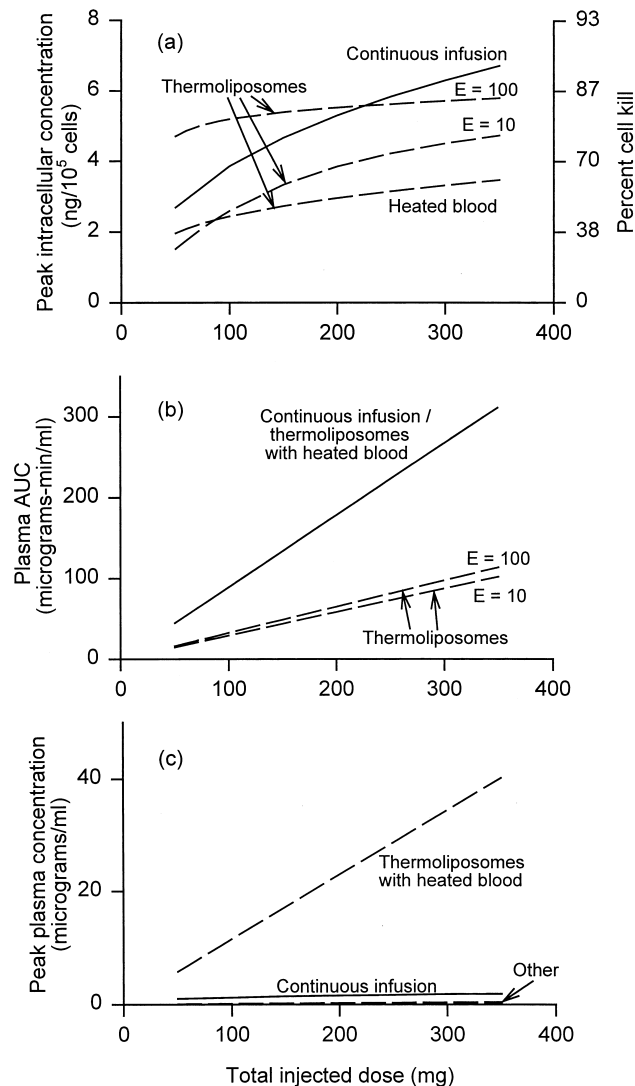 (a)
Peak intracellular concentration
(ng/10⁵ cells)
8
6
4
2
0
Continuous infusion
Thermoliposomes
E = 100
E = 10
Heated blood
93
87
70
38
0
Percent cell kill
0
100
200
300
400
(b)
Plasma AUC
(micrograms-min/ml)
300
200
100
0
Continuous infusion /
thermoliposomes
with heated blood
E = 100
E = 10
Thermoliposomes
0
100
200
300
400
(c)
Peak plasma concentration
(micrograms/ml)
40
20
0
Thermoliposomes
with heated blood
Continuous infusion
Other
0
100
200
300
400
Total injected dose (mg)